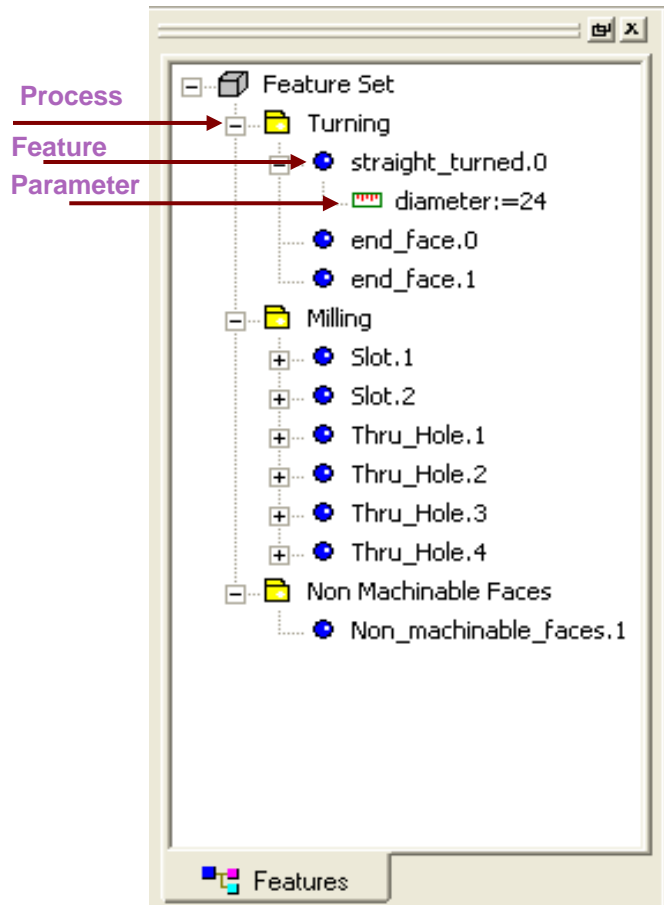 Feature Set
Process
Turning
Feature
straight_turned.0
Parameter
diameter:=24
end_face.0
end_face.1
Milling
Slot.1
Slot.2
Thru_Hole.1
Thru_Hole.2
Thru_Hole.3
Thru_Hole.4
Non Machinable Faces
Non_machinable_faces.1
Features